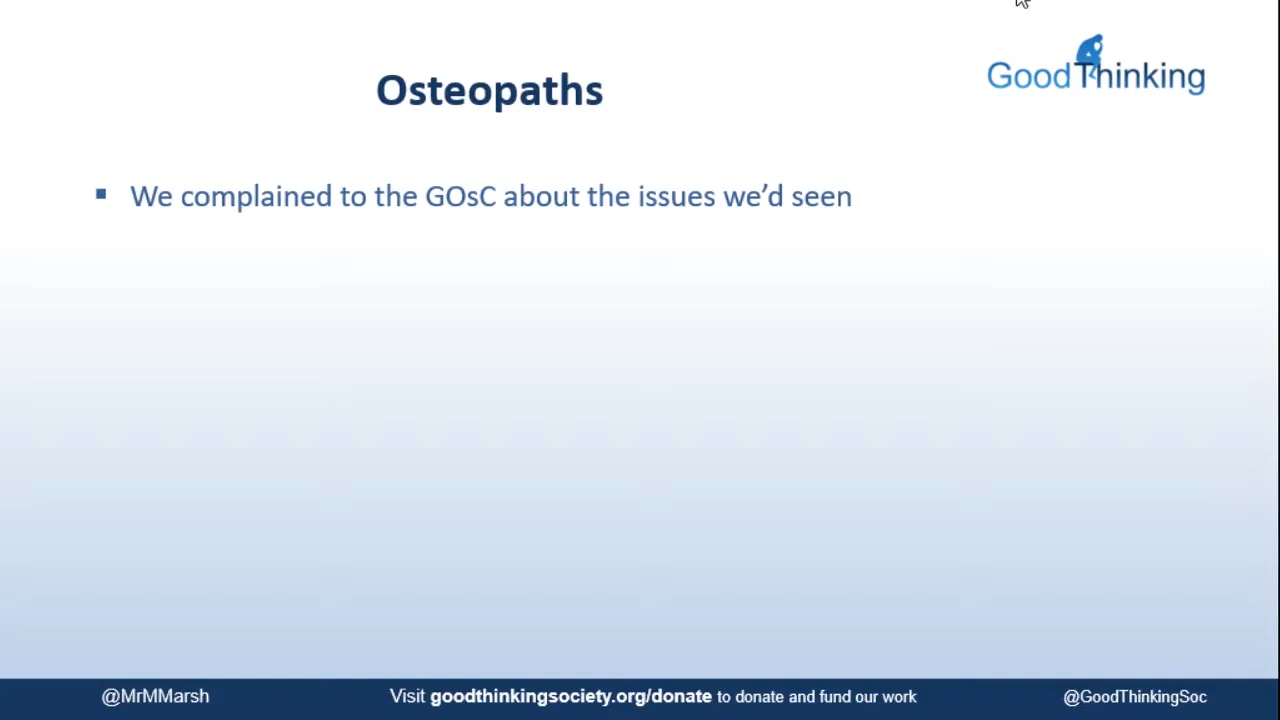 Osteopaths
GoodThinking
▪ We complained to the GOsC about the issues we’d seen
@MrMMarsh
Visit goodthinkingsociety.org/donate to donate and fund our work
@GoodThinkingSoc